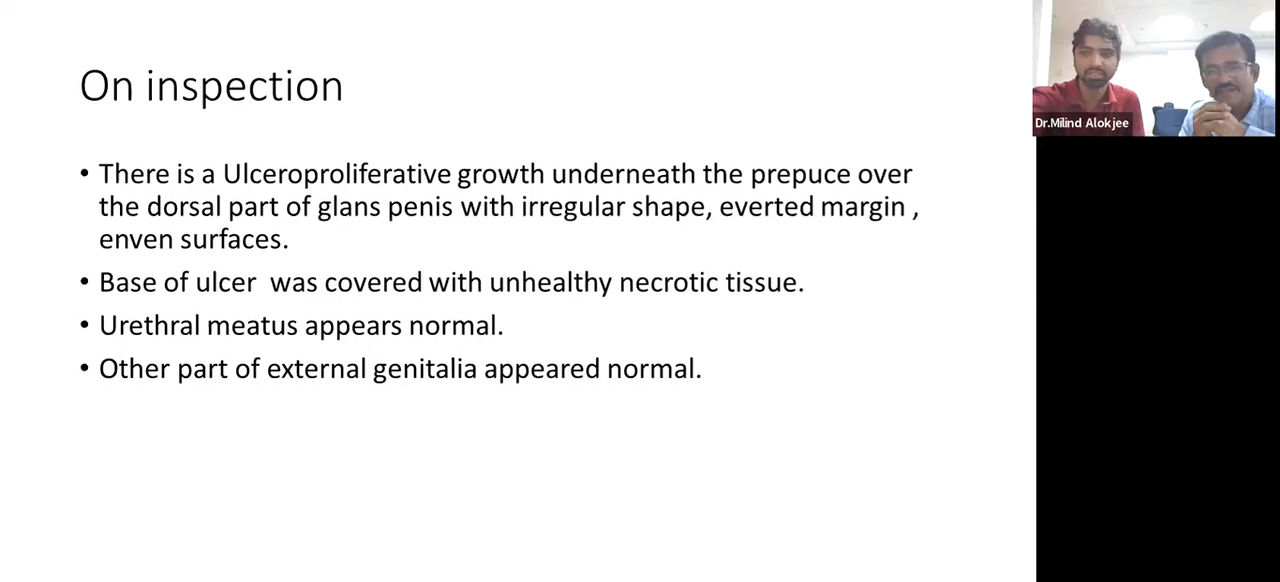 On inspection
• There is a Ulceroproliferative growth underneath the prepuce over
the dorsal part of glans penis with irregular shape, everted margin ,
enven surfaces.
• Base of ulcer  was covered with unhealthy necrotic tissue.
• Urethral meatus appears normal.
• Other part of external genitalia appeared normal.
Dr.Milind Alokjee